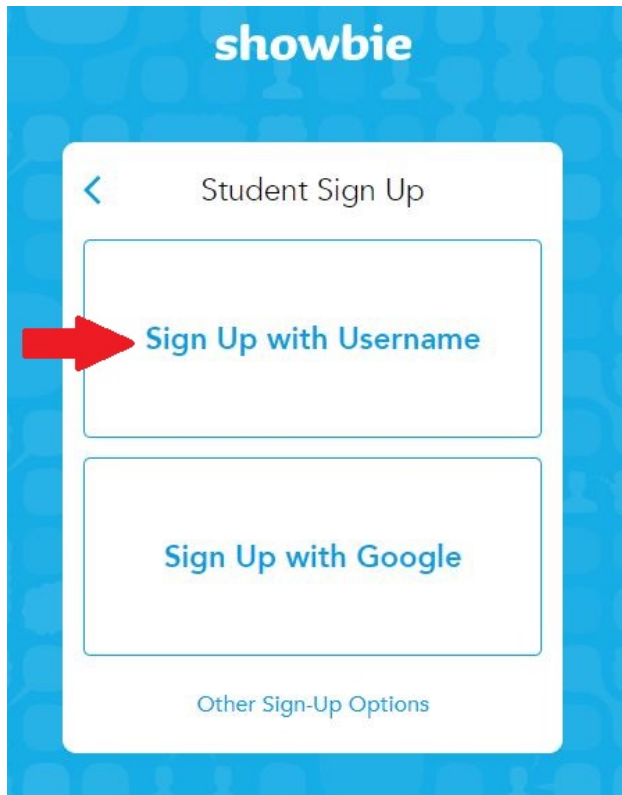 showbie
Student Sign Up
Sign Up with Username
Sign Up with Google
Other Sign-Up Options